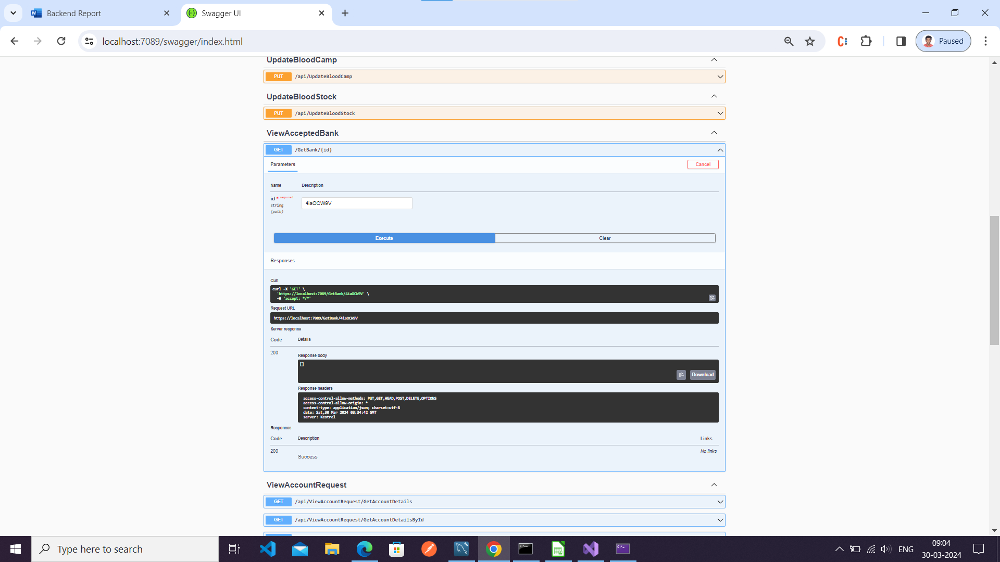 Backend Report
Swagger UI
localhost:7089/swagger/index.html
Paused
UpdateBloodCamp
PUT /api/UpdateBloodCamp
UpdateBloodStock
PUT /api/UpdateBloodStock
ViewAcceptedBank
GET /GetBank/{id}
Parameters
Cancel
Name Description
id * required
string
(path)
4iaOCW9V
Execute Clear
Responses
Curl
curl -X 'GET' \
'https://localhost:7089/GetBank/4iaOCW9V' \
-H 'accept: */*'
Request URL
https://localhost:7089/GetBank/4iaOCW9V
Server response
Code Details
200
Response body
[]
Download
Response headers
access-control-allow-methods: PUT,GET,HEAD,POST,DELETE,OPTIONS
access-control-allow-origin: *
content-type: application/json; charset=utf-8
date: Sat,30 Mar 2024 03:34:42 GMT
server: Kestrel
Responses
Code Description Links
200 No links
Success
ViewAccountRequest
GET /api/ViewAccountRequest/GetAccountDetails
GET /api/ViewAccountRequest/GetAccountDetailsById
Type here to search
ENG
09:04
30-03-2024